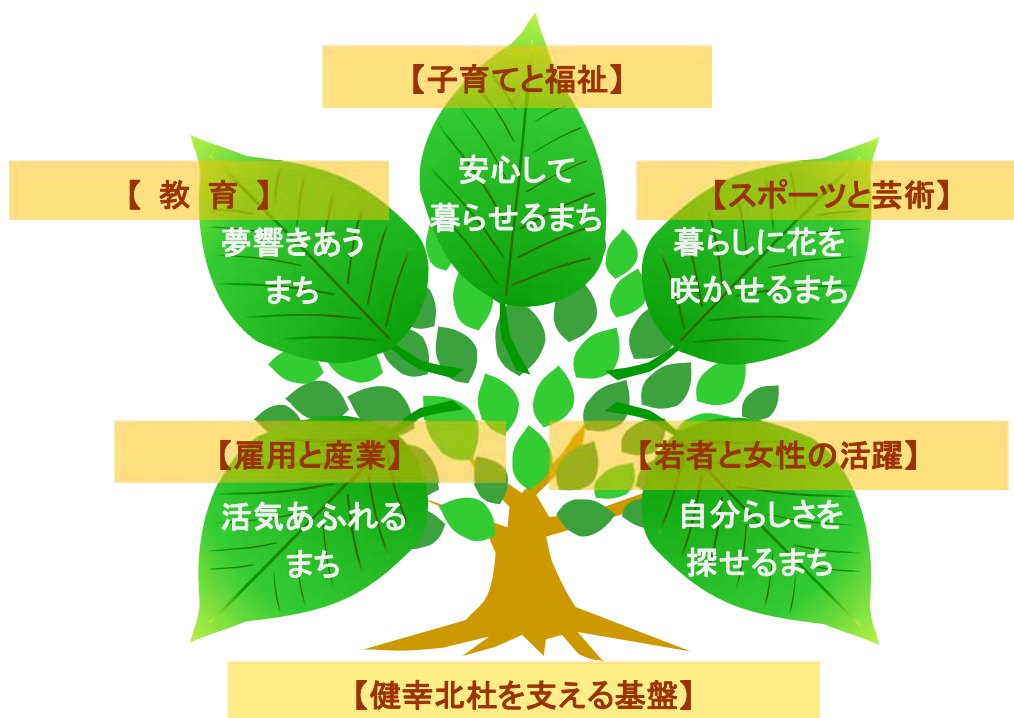 【子育てと福祉】
安心して
暮らせるまち
【 教 育 】
夢響きあう
まち
【スポーツと芸術】
暮らしに花を
咲かせるまち
【雇用と産業】
活気あふれる
まち
【若者と女性の活躍】
自分らしさを
探せるまち
【健幸北杜を支える基盤】